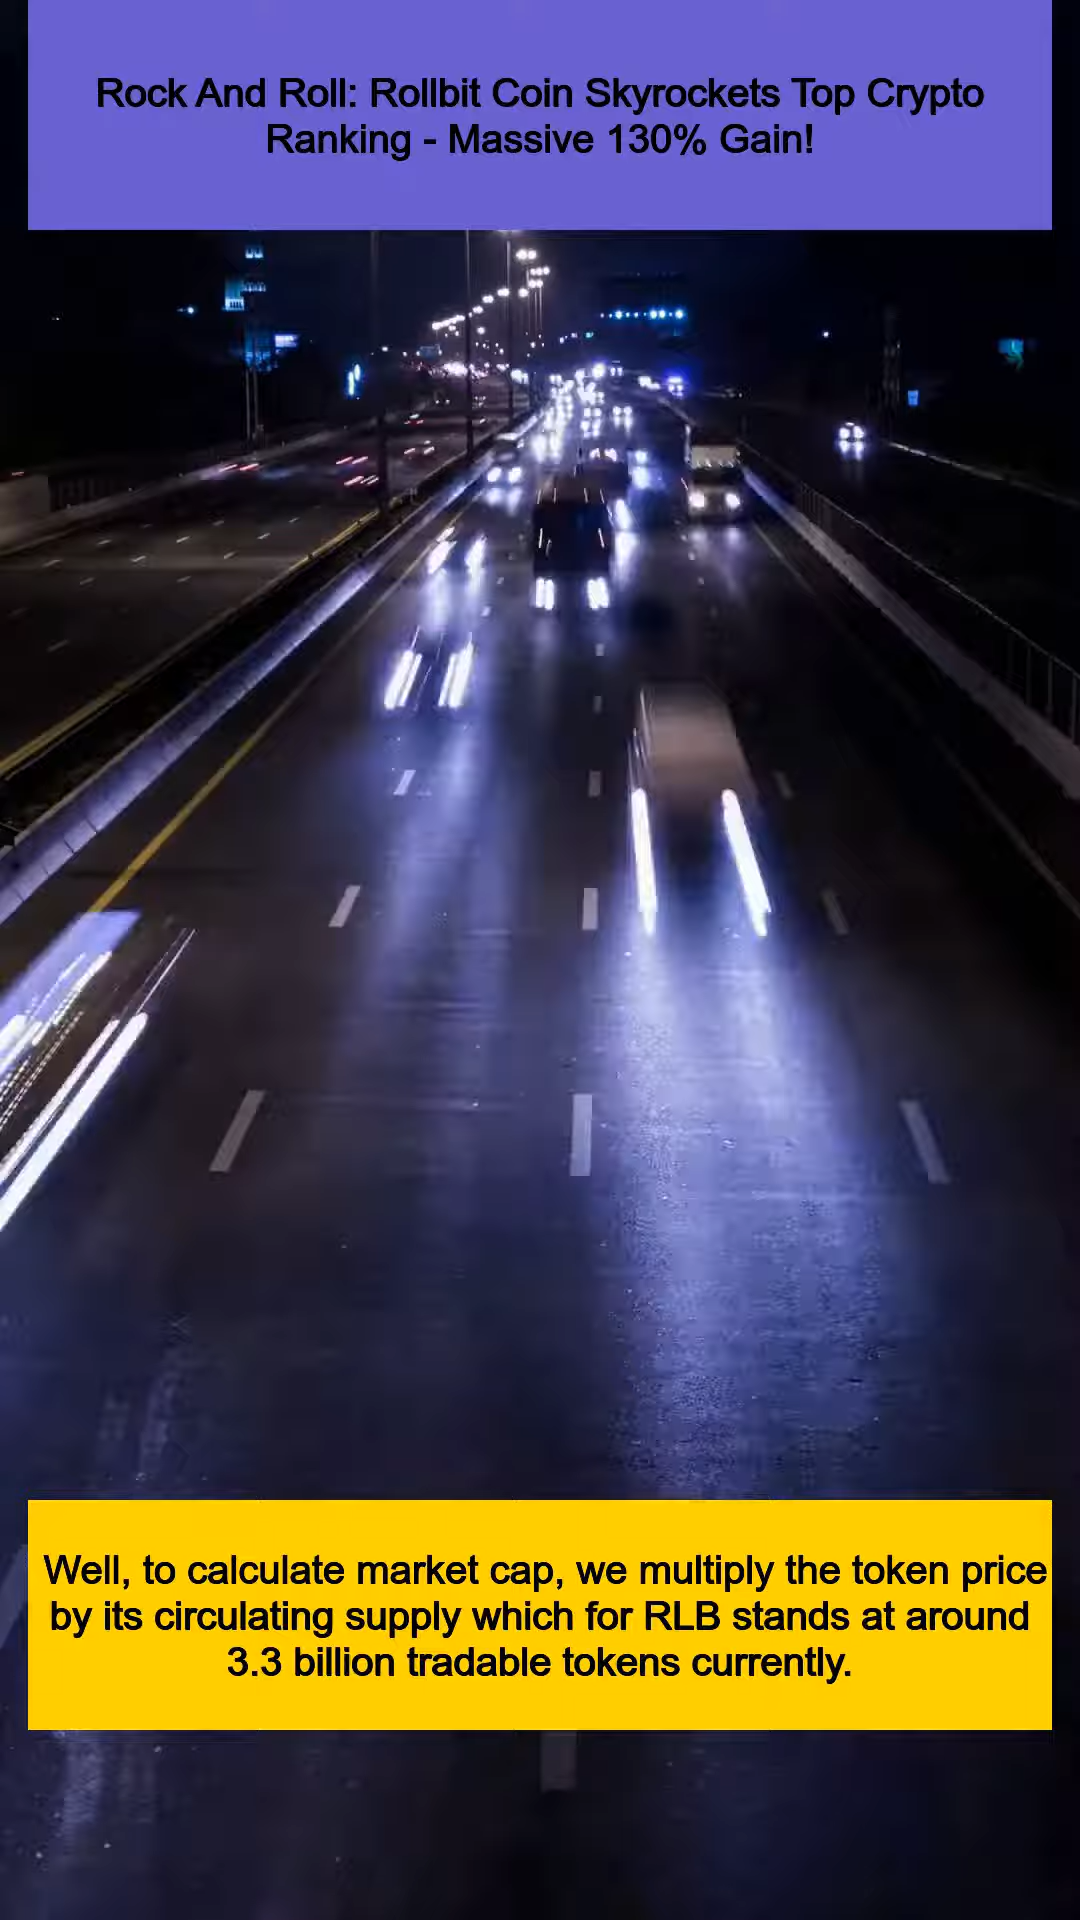 Rock And Roll: Rollbit Coin Skyrockets Top Crypto
Ranking - Massive 130% Gain!
Well, to calculate market cap, we multiply the token price
by its circulating supply which for RLB stands at around
3.3 billion tradable tokens currently.